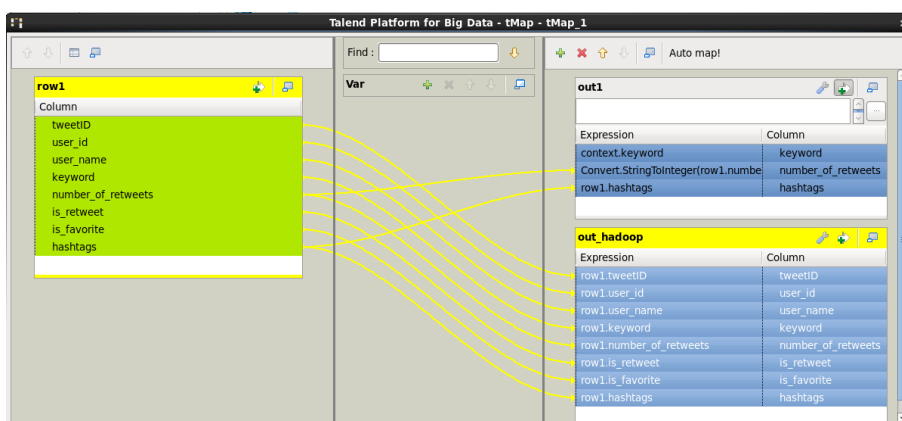 Talend Platform for Big Data - tMap - tMap_1
Find :
Auto map!
row1
Column
tweetID
user_id
user_name
keyword
number_of_retweets
is_retweet
is_favorite
hashtags
Var
out1
...
Expression Column
context.keyword keyword
Convert.StringToInteger(row1.numbe number_of_retweets
row1.hashtags hashtags
out_hadoop
Expression Column
row1.tweetID tweetID
row1.user_id user_id
row1.user_name user_name
row1.keyword keyword
row1.number_of_retweets number_of_retweets
row1.is_retweet is_retweet
row1.is_favorite is_favorite
row1.hashtags hashtags